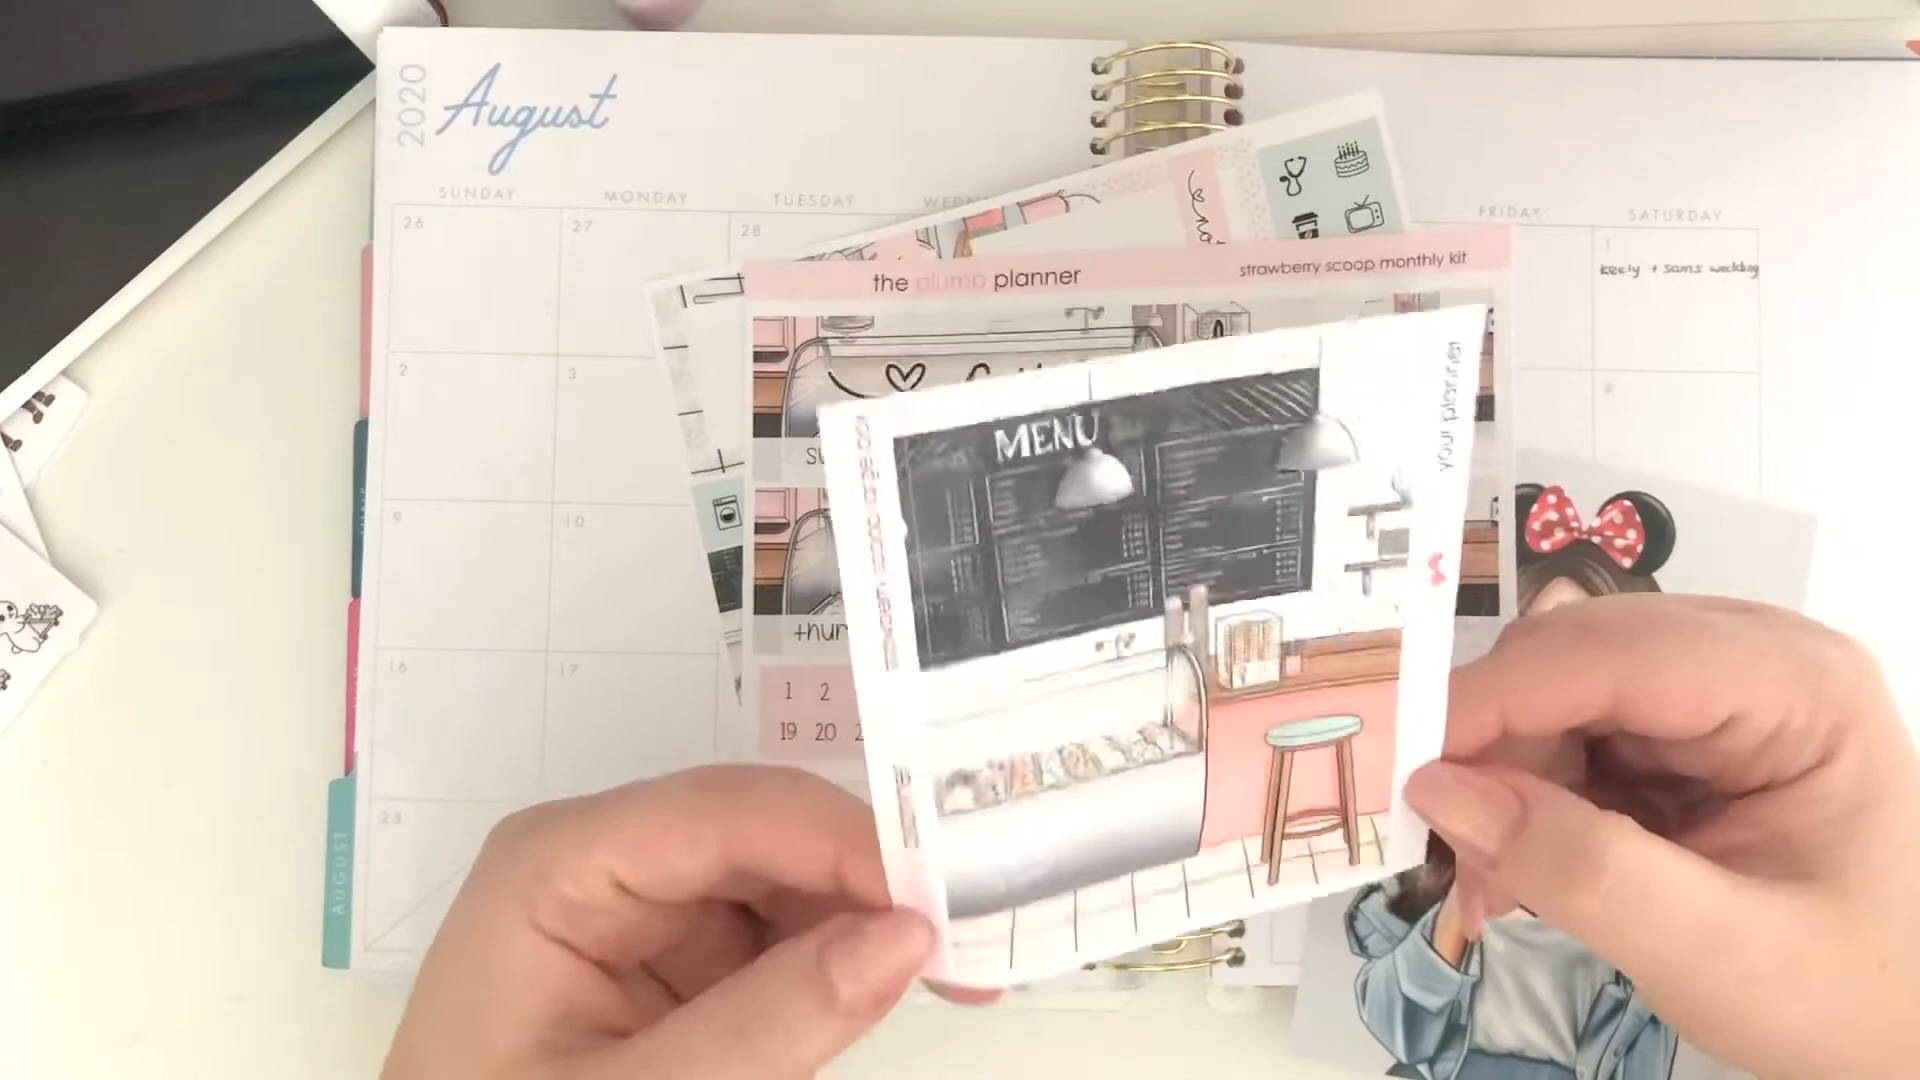 2020
August
SUNDAY
MONDAY
TUESDAY
FRIDAY
SATURDAY
26
27
28
1
keely + sams wedding
the plump planner
strawberry scoop monthly kit
2
3
8
MENU
your planner
9
10
16
17
1 2
19 20
23
AUGUST